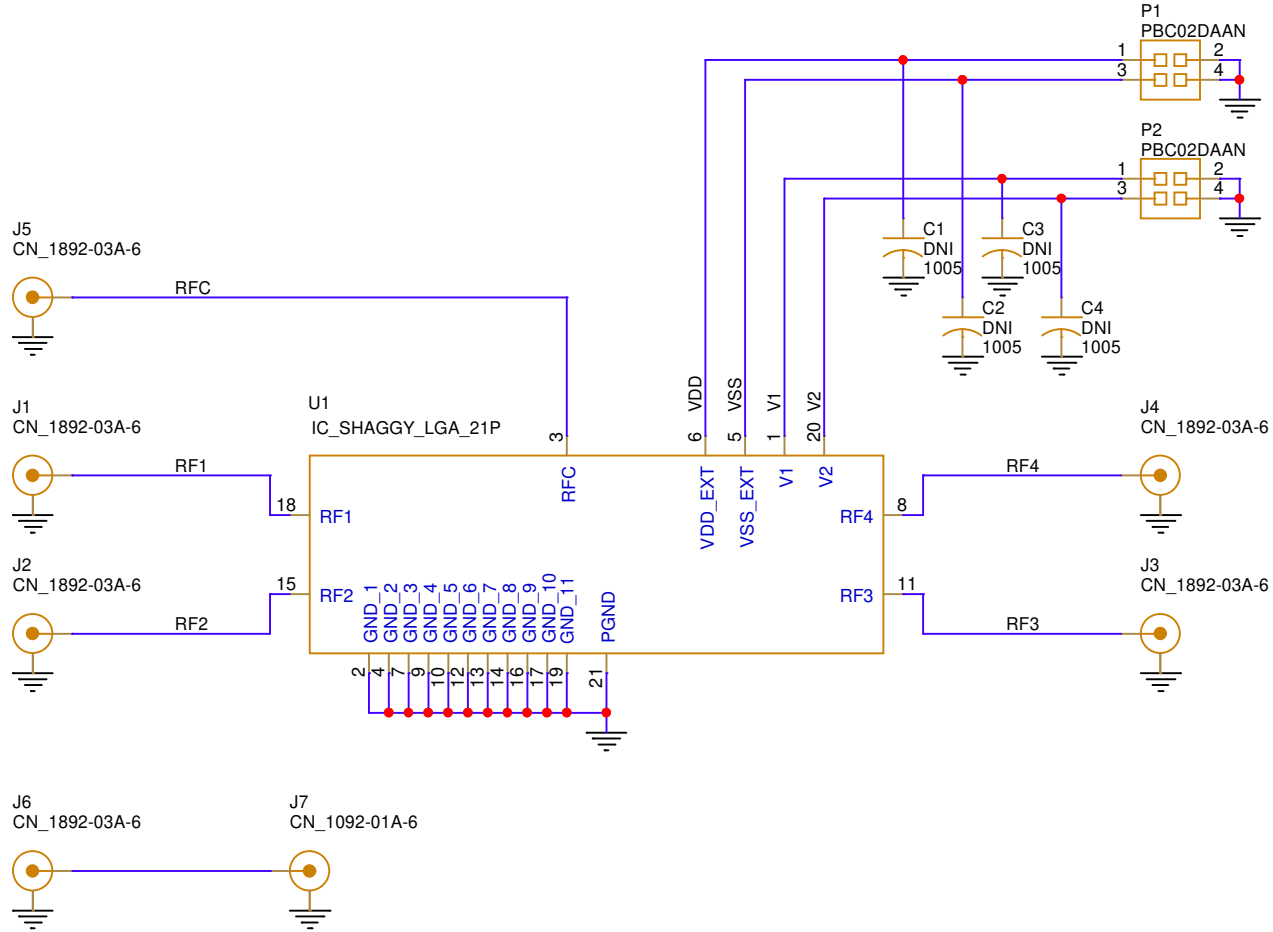 P1
PBC02DAAN
1
2
3
4
P2
PBC02DAAN
1
2
3
4
J5
CN_1892-03A-6
RFC
C1
DNI
1005
C3
DNI
1005
C2
DNI
1005
C4
DNI
1005
J1
CN_1892-03A-6
RF1
U1
IC_SHAGGY_LGA_21P
3
RFC
6
VDD
VDD_EXT
5
VSS
VSS_EXT
1
V1
V1
20
V2
V2
J4
CN_1892-03A-6
RF4
18
RF1
RF4
8
J2
CN_1892-03A-6
RF2
15
RF2
RF3
11
J3
CN_1892-03A-6
RF3
GND_1
GND_2
GND_3
GND_4
GND_5
GND_6
GND_7
GND_8
GND_9
GND_10
GND_11
PGND
2
4
7
9
10
12
13
14
16
17
19
21
J6
CN_1892-03A-6
J7
CN_1092-01A-6